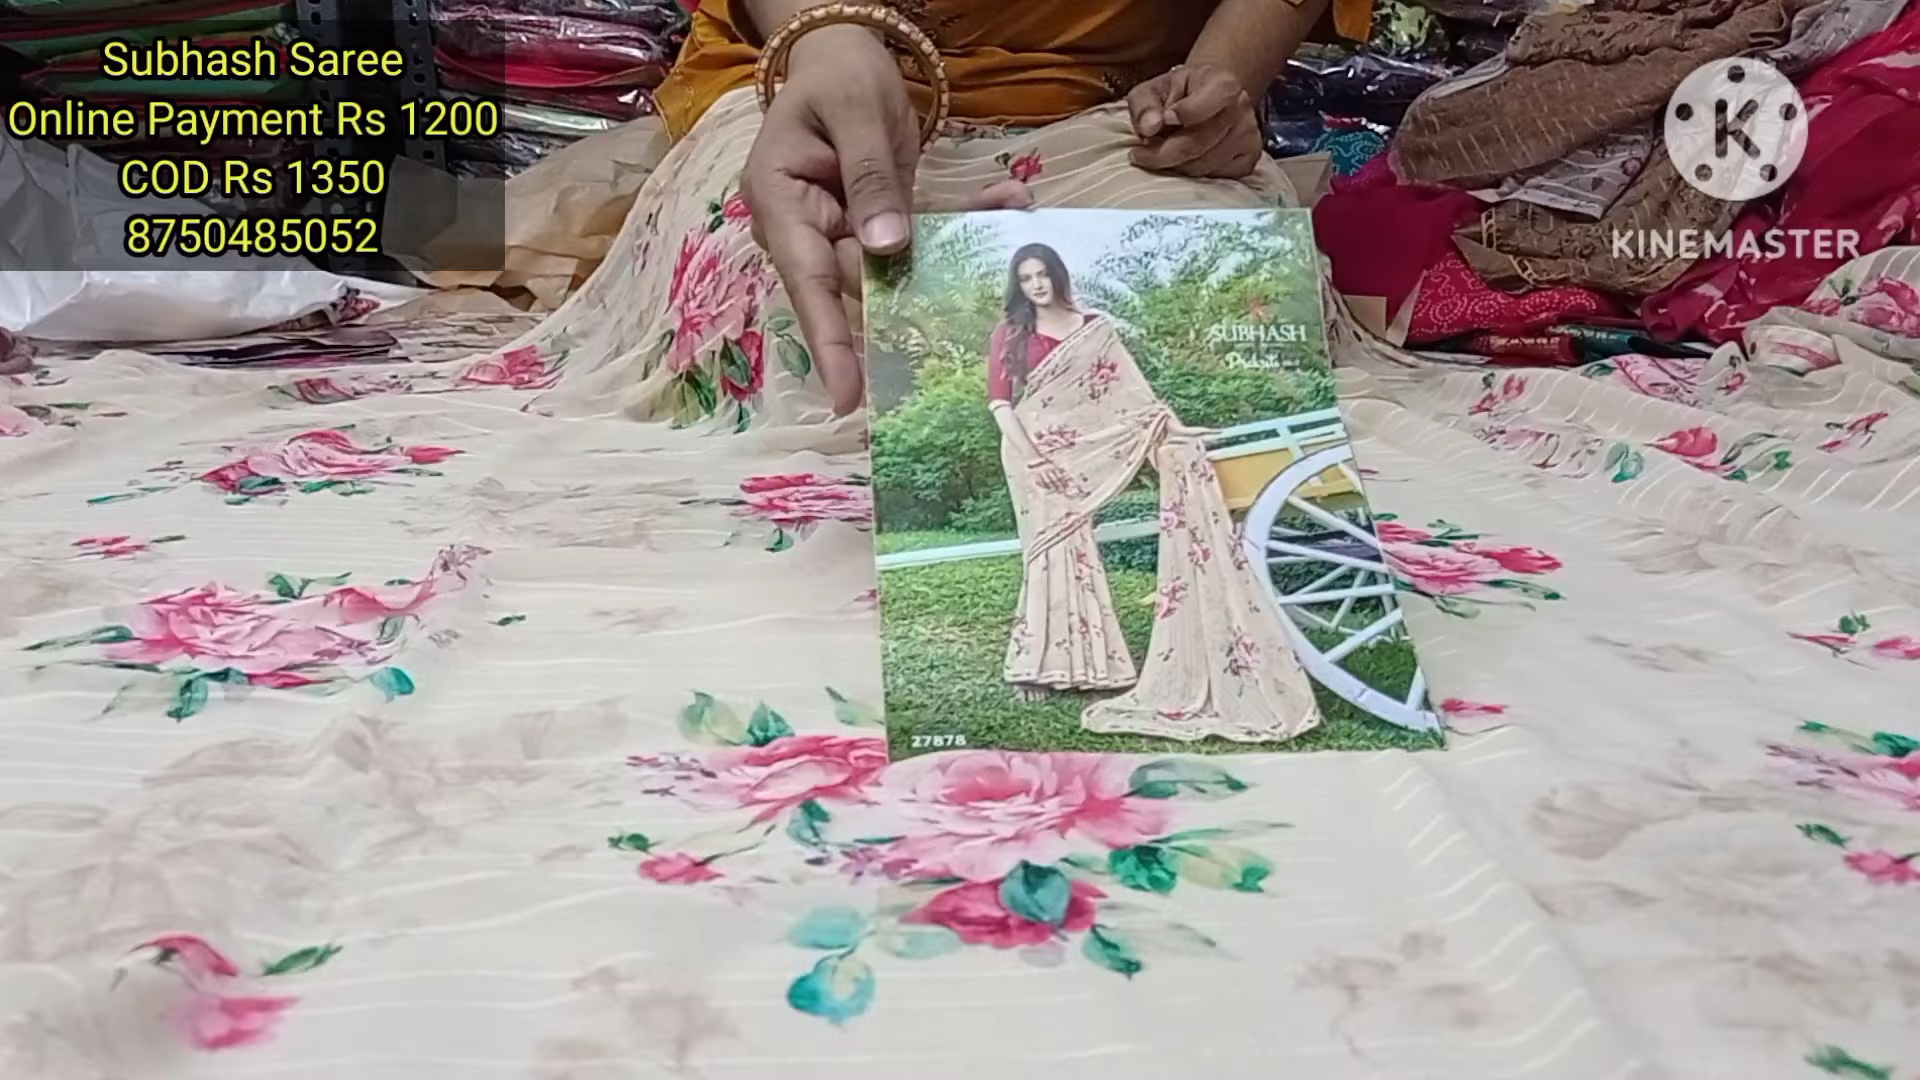 Subhash Saree
Online Payment Rs 1200
COD Rs 1350
8750485052
K
KINEMASTER
SUBHASH
27878